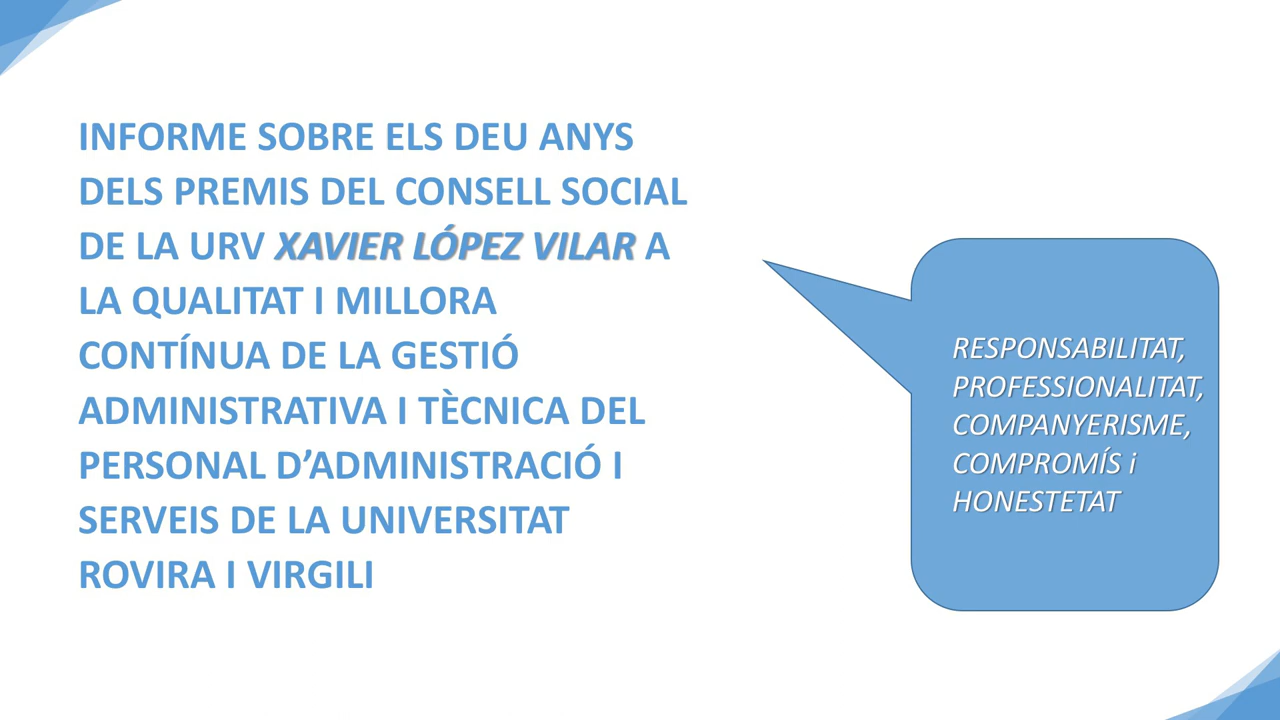 INFORME SOBRE ELS DEU ANYS
DELS PREMIS DEL CONSELL SOCIAL
DE LA URV XAVIER LÓPEZ VILAR A
LA QUALITAT I MILLORA
CONTÍNUA DE LA GESTIÓ
ADMINISTRATIVA I TÈCNICA DEL
PERSONAL D’ADMINISTRACIÓ I
SERVEIS DE LA UNIVERSITAT
ROVIRA I VIRGILI
RESPONSABILITAT,
PROFESSIONALITAT,
COMPANYERISME,
COMPROMÍS i
HONESTETAT